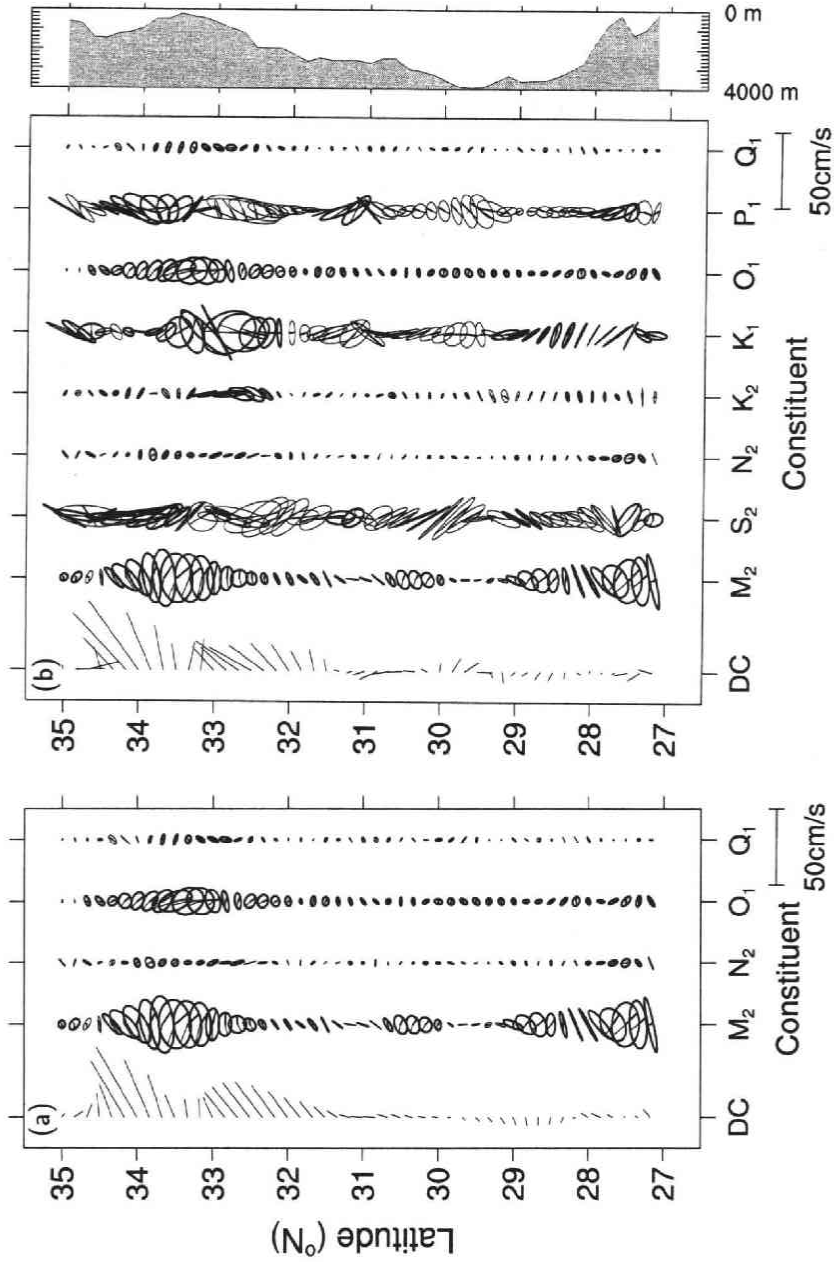 (a)
Latitude (°N)
35
34
33
32
31
30
29
28
27
DC
M₂
N₂
O₁
Q₁
Constituent
50cm/s
(b)
35
34
33
32
31
30
29
28
27
DC
M₂
S₂
N₂
K₂
K₁
O₁
P₁
Q₁
Constituent
50cm/s
0 m
4000 m